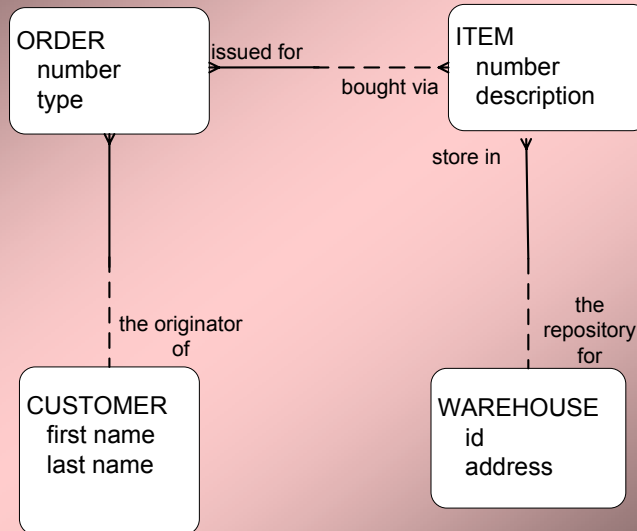 ORDER
number
type
issued for
bought via
ITEM
number
description
store in
the originator
of
the
repository
for
CUSTOMER
first name
last name
WAREHOUSE
id
address